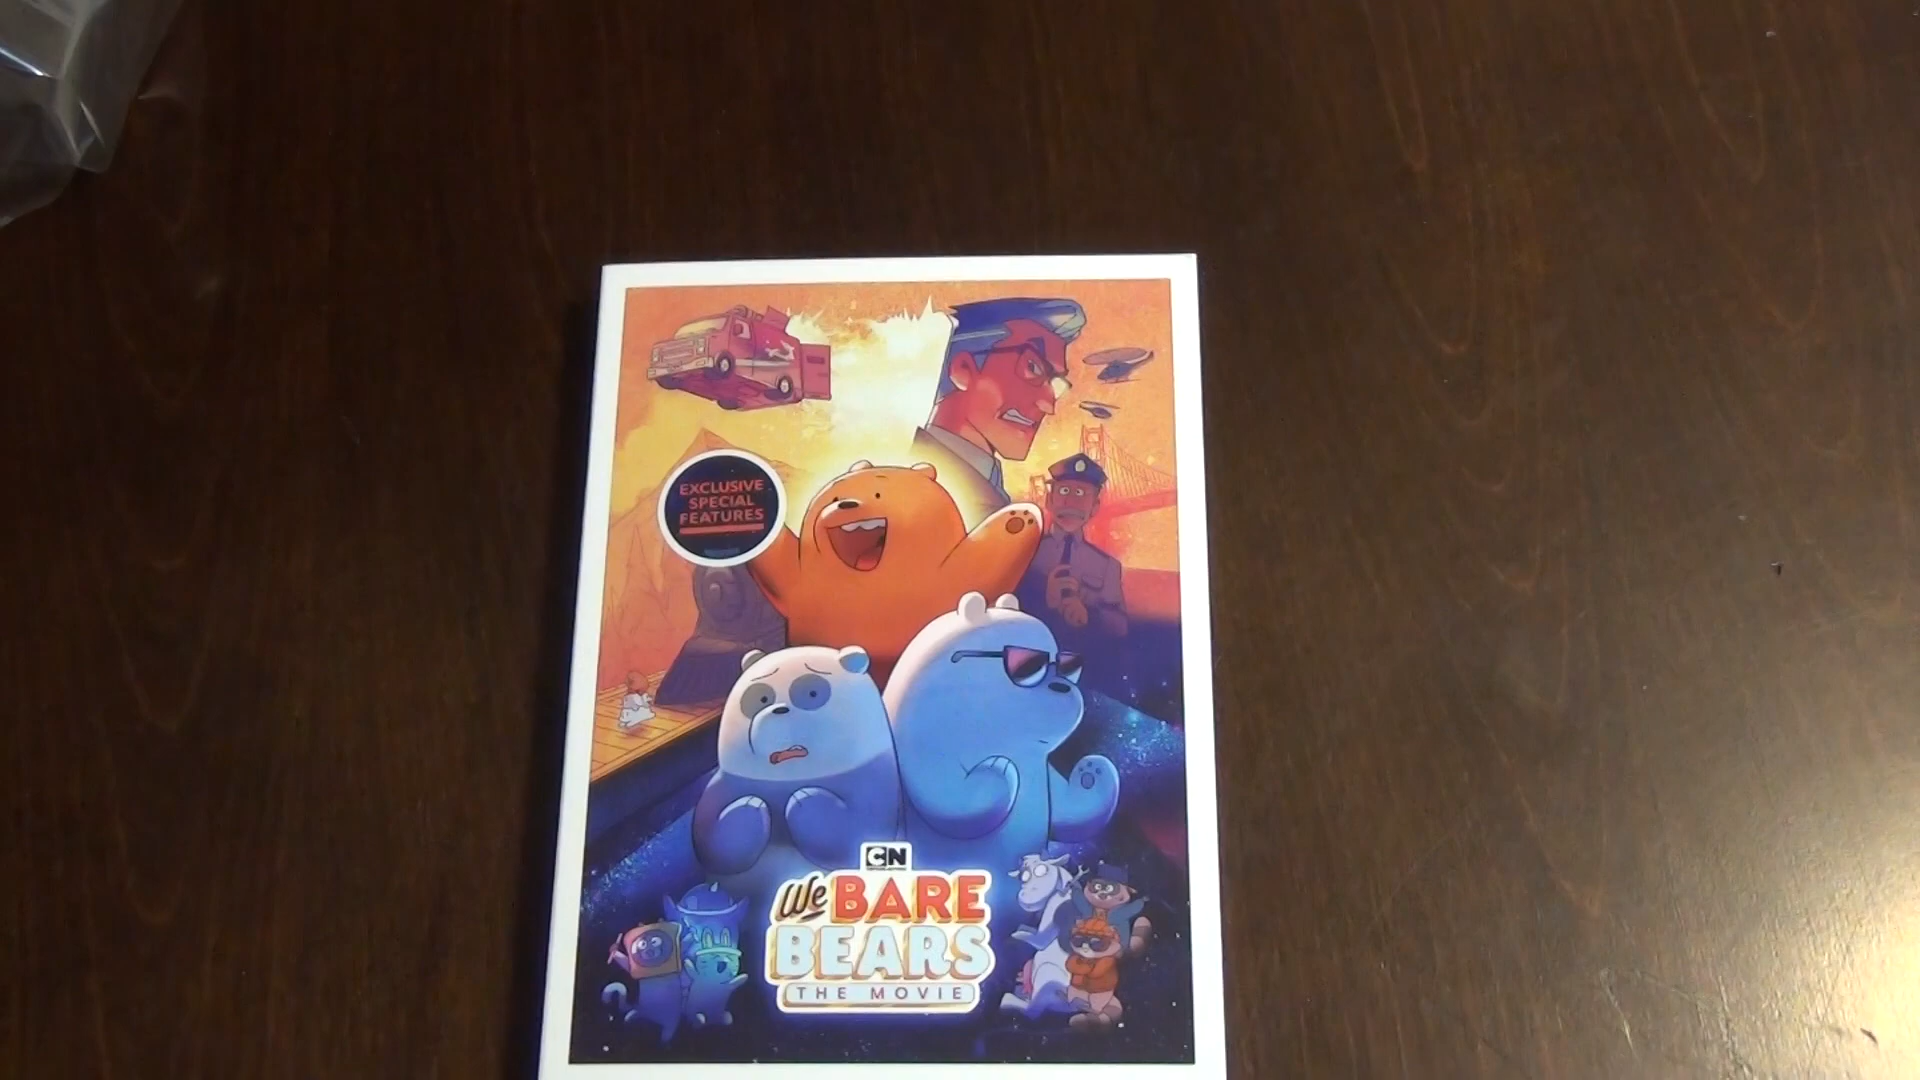 EXCLUSIVE
SPECIAL
FEATURES
CN
We BARE
BEARS
THE MOVIE